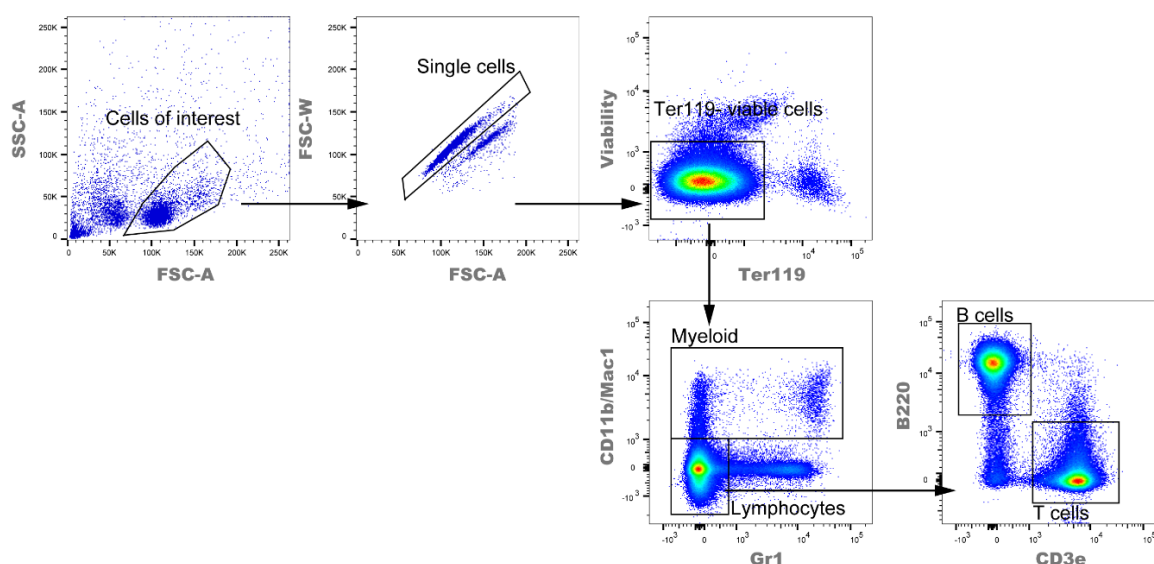 250K
200K
150K
100K
50K
0
SSC-A
Cells of interest
0
50K
100K
150K
200K
250K
FSC-A
250K
200K
150K
100K
50K
0
FSC-W
Single cells
50K
100K
150K
200K
250K
FSC-A
10^5
10^4
10^3
0
-10^3
Viability
Ter119- viable cells
0
10^4
10^5
Ter119
10^5
10^4
10^3
0
-10^3
CD11b/Mac1
Myeloid
Lymphocytes
-10^3
0
10^3
10^4
10^5
Gr1
10^5
10^4
10^3
0
B220
B cells
T cells
-10^3
0
10^3
10^4
10^5
CD3e